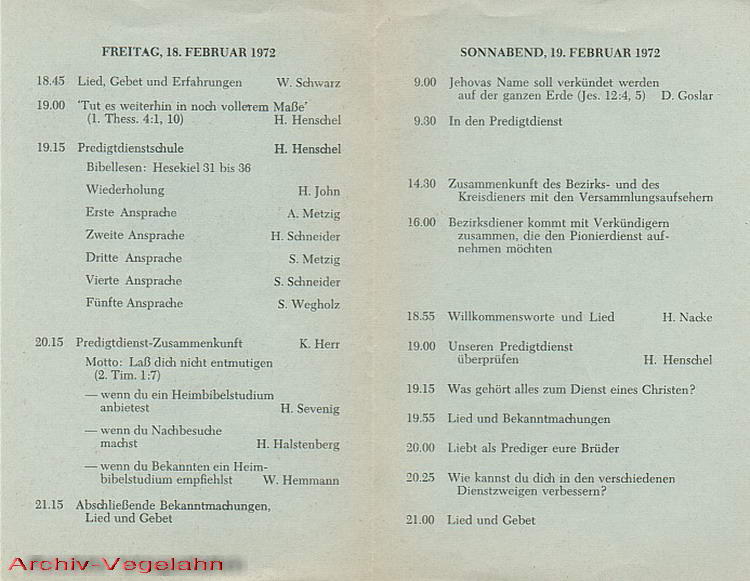 FREITAG, 18. FEBRUAR 1972
18.45 Lied, Gebet und Erfahrungen W. Schwarz
19.00 'Tut es weiterhin in noch vollerem Maße'
(1. Thess. 4:1, 10) H. Henschel
19.15 Predigtdienstschule H. Henschel
Bibellesen: Hesekiel 31 bis 36
Wiederholung H. John
Erste Ansprache A. Metzig
Zweite Ansprache H. Schneider
Dritte Ansprache S. Metzig
Vierte Ansprache S. Schneider
Fünfte Ansprache S. Wegholz
20.15 Predigtdienst-Zusammenkunft K. Herr
Motto: Laß dich nicht entmutigen
(2. Tim. 1:7)
— wenn du ein Heimbibelstudium
anbietest H. Sevenig
— wenn du Nachbesuche
machst H. Halstenberg
— wenn du Bekannten ein Heim-
bibelstudium empfiehlst W. Hemmann
21.15 Abschließende Bekanntmachungen,
Lied und Gebet
SONNABEND, 19. FEBRUAR 1972
9.00 Jehovas Name soll verkündet werden
auf der ganzen Erde (Jes. 12:4, 5) D. Goslar
9.30 In den Predigtdienst
14.30 Zusammenkunft des Bezirks- und des
Kreisdieners mit den Versammlungsaufsehern
16.00 Bezirksdiener kommt mit Verkündigern
zusammen, die den Pionierdienst auf-
nehmen möchten
18.55 Willkommensworte und Lied H. Nacke
19.00 Unseren Predigtdienst
überprüfen H. Henschel
19.15 Was gehört alles zum Dienst eines Christen?
19.55 Lied und Bekanntmachungen
20.00 Liebt als Prediger eure Brüder
20.25 Wie kannst du dich in den verschiedenen
Dienstzweigen verbessern?
21.00 Lied und Gebet
Archiv-Vegelahn